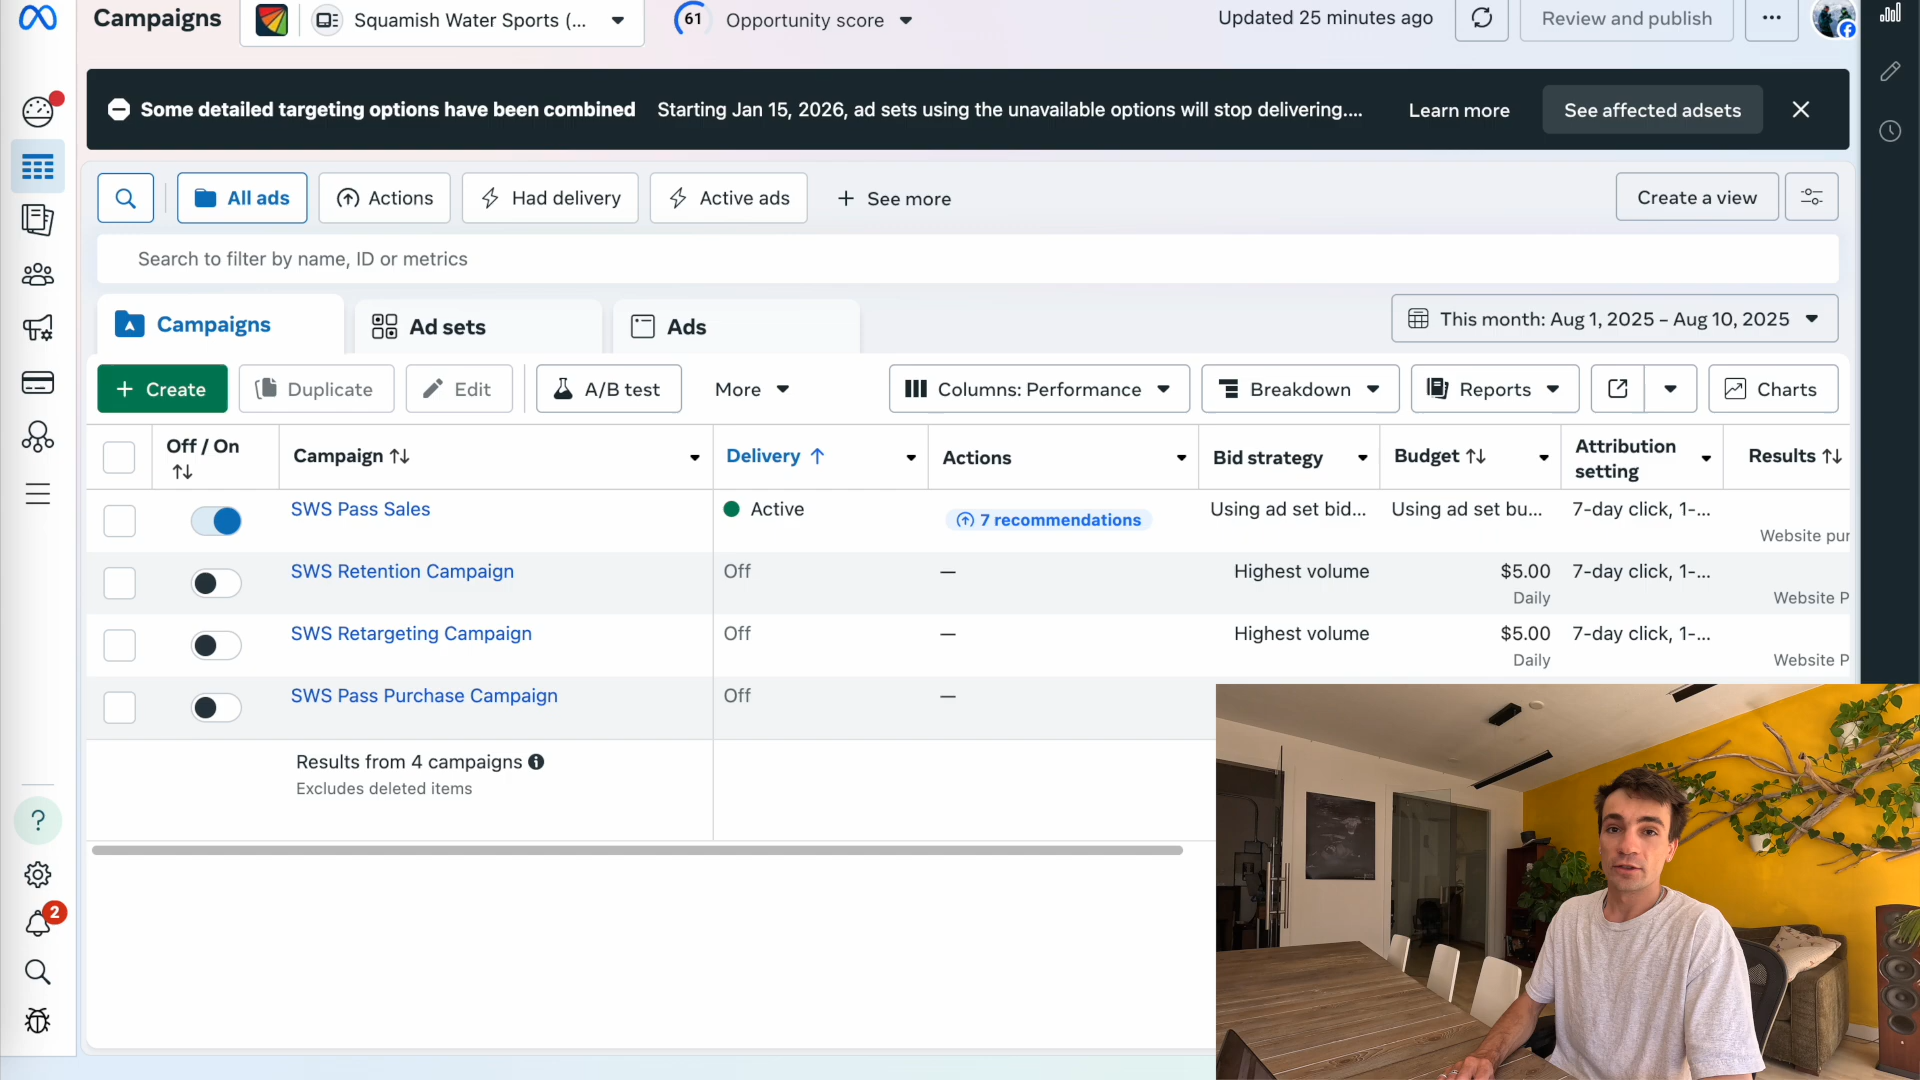 Campaigns
Squamish Water Sports (...
61
Opportunity score
Updated 25 minutes ago
Review and publish
Some detailed targeting options have been combined
Starting Jan 15, 2026, ad sets using the unavailable options will stop delivering....
Learn more
See affected adsets
All ads
Actions
Had delivery
Active ads
+ See more
Create a view
Search to filter by name, ID or metrics
Campaigns
Ad sets
Ads
This month: Aug 1, 2025 – Aug 10, 2025
+ Create
Duplicate
Edit
A/B test
More
Columns: Performance
Breakdown
Reports
Charts
Off / On
Campaign
Delivery
Actions
Bid strategy
Budget
Attribution
setting
Results
SWS Pass Sales
Active
7 recommendations
Using ad set bid...
Using ad set bu...
7-day click, 1-...
Website pur
SWS Retention Campaign
Off
—
Highest volume
$5.00
Daily
7-day click, 1-...
Website P
SWS Retargeting Campaign
Off
—
Highest volume
$5.00
Daily
7-day click, 1-...
Website P
SWS Pass Purchase Campaign
Off
—
Results from 4 campaigns
Excludes deleted items
?
2